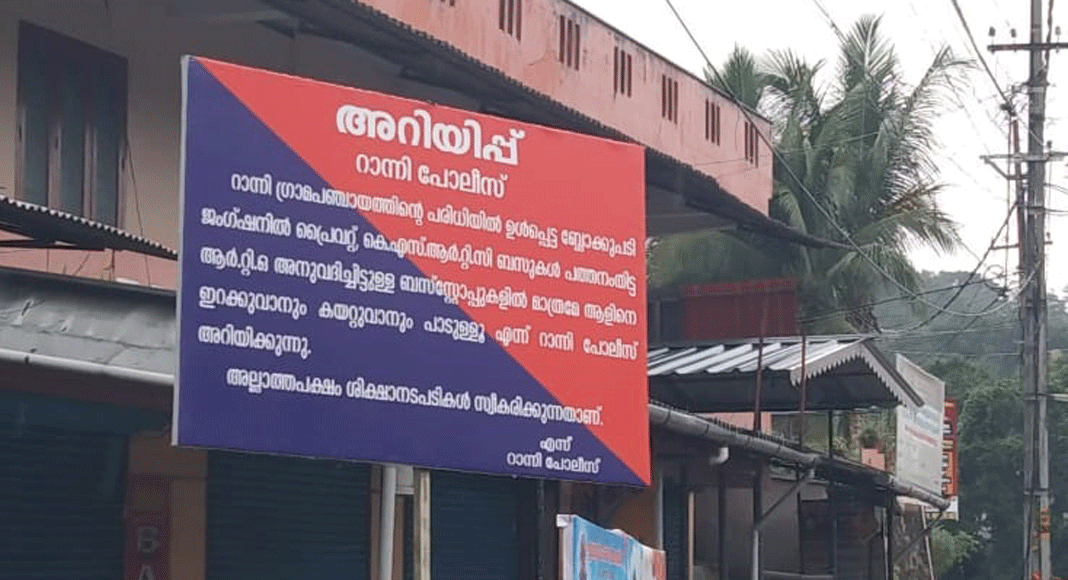 അറിയിപ്പ്
റാന്നി പോലീസ്
റാന്നി ഗ്രാമപഞ്ചായത്തിന്റെ പരിധിയിൽ ഉൾപ്പെട്ട ബ്ലോക്കുപടി
ജംഗ്ഷനിൽ പ്രൈവറ്റ്, കെ.എസ്.ആർ.റ്റി.സി ബസുകൾ പത്തനംതിട്ട
ആർ.റ്റി.ഒ അനുവദിച്ചിട്ടുള്ള ബസ്സ്റ്റോപ്പുകളിൽ മാത്രമേ ആളിനെ
ഇറക്കുവാനും കയറ്റുവാനും പാടുള്ളൂ എന്ന് റാന്നി പോലീസ്
അറിയിക്കുന്നു.
അല്ലാത്തപക്ഷം ശിക്ഷാനടപടികൾ സ്വീകരിക്കുന്നതാണ്.
എന്ന്
റാന്നി പോലീസ്
B
A